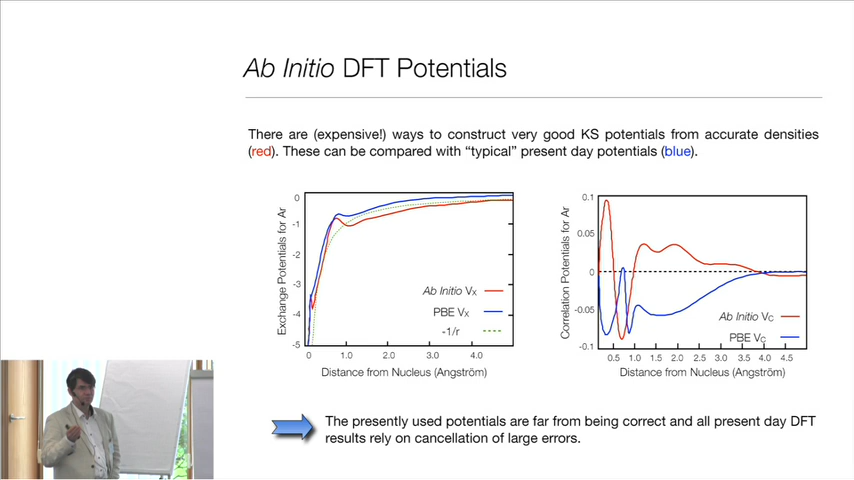 Ab Initio DFT Potentials
There are (expensive!) ways to construct very good KS potentials from accurate densities
(red). These can be compared with “typical” present day potentials (blue).
Exchange Potentials for Ar
0
-1
-2
-3
-4
-5
Ab Initio VX
PBE VX
-1/r
0 1.0 2.0 3.0 4.0
Distance from Nucleus (Angström)
Correlation Potentials for Ar
0.1
0.05
0
-0.05
-0.1
Ab Initio VC
PBE VC
0.5 1.0 1.5 2.0 2.5 3.0 3.5 4.0 4.5
Distance from Nucleus (Angström)
The presently used potentials are far from being correct and all present day DFT
results rely on cancellation of large errors.